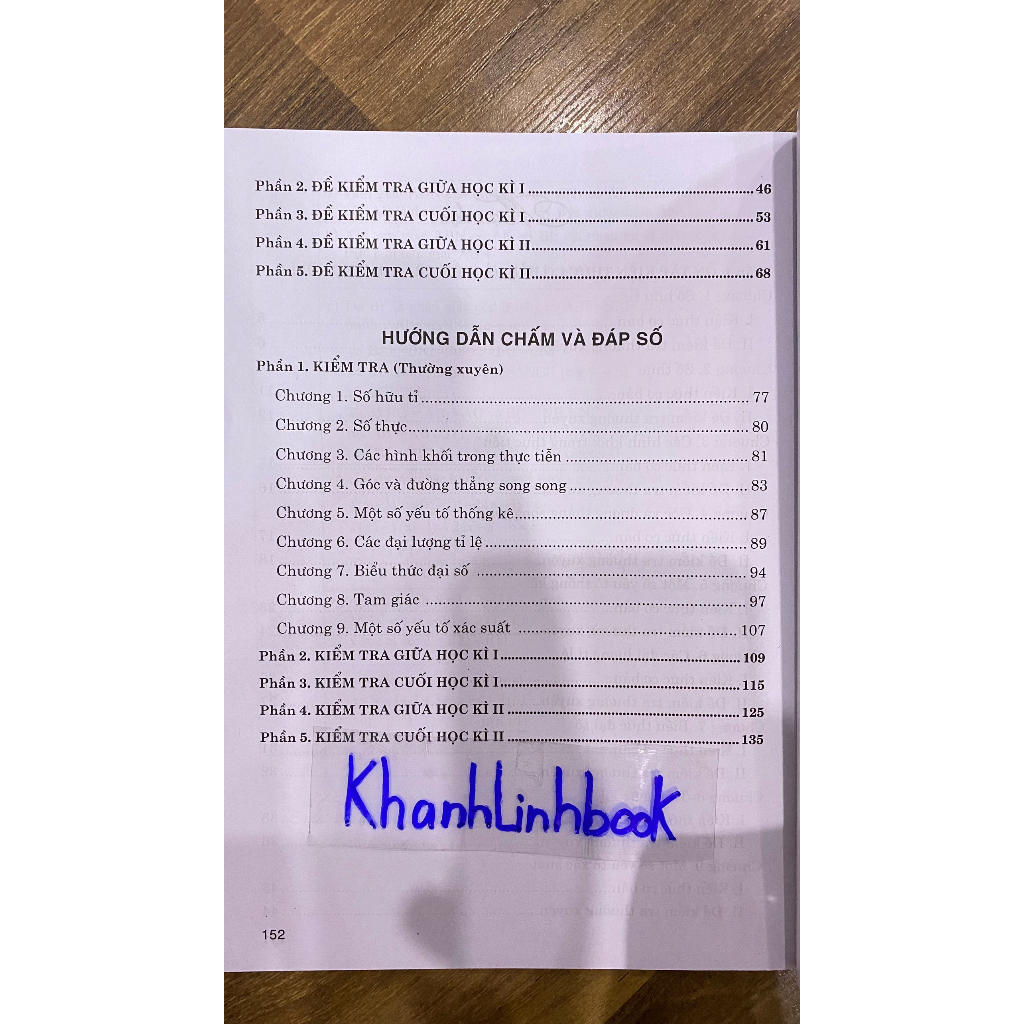 Phần 2. ĐỀ KIỂM TRA GIỮA HỌC KÌ I ........ 46
Phần 3. ĐỀ KIỂM TRA CUỐI HỌC KÌ I ........ 53
Phần 4. ĐỀ KIỂM TRA GIỮA HỌC KÌ II ........ 61
Phần 5. ĐỀ KIỂM TRA CUỐI HỌC KÌ II ........ 68
HƯỚNG DẪN CHẤM VÀ ĐÁP SỐ
Phần 1. KIỂM TRA (Thường xuyên)
Chương 1. Số hữu tỉ ........ 77
Chương 2. Số thực ........ 80
Chương 3. Các hình khối trong thực tiễn ........ 81
Chương 4. Góc và đường thẳng song song ........ 83
Chương 5. Một số yếu tố thống kê ........ 87
Chương 6. Các đại lượng tỉ lệ ........ 89
Chương 7. Biểu thức đại số ........ 94
Chương 8. Tam giác ........ 97
Chương 9. Một số yếu tố xác suất ........ 107
Phần 2. KIỂM TRA GIỮA HỌC KÌ I ........ 109
Phần 3. KIỂM TRA CUỐI HỌC KÌ I ........ 115
Phần 4. KIỂM TRA GIỮA HỌC KÌ II ........ 125
Phần 5. KIỂM TRA CUỐI HỌC KÌ II ........ 135
KhanhLinhbook
152